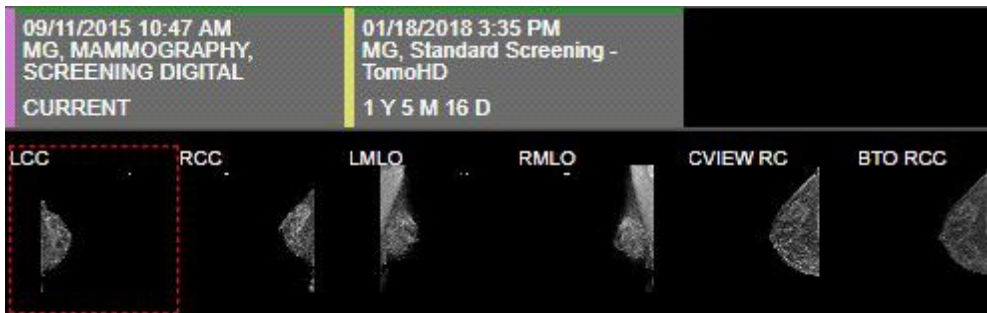 09/11/2015 10:47 AM
MG, MAMMOGRAPHY,
SCREENING DIGITAL
CURRENT
01/18/2018 3:35 PM
MG, Standard Screening -
TomoHD
1 Y 5 M 16 D
LCC
RCC
LMLO
RMLO
CVIEW RC
BTO RCC